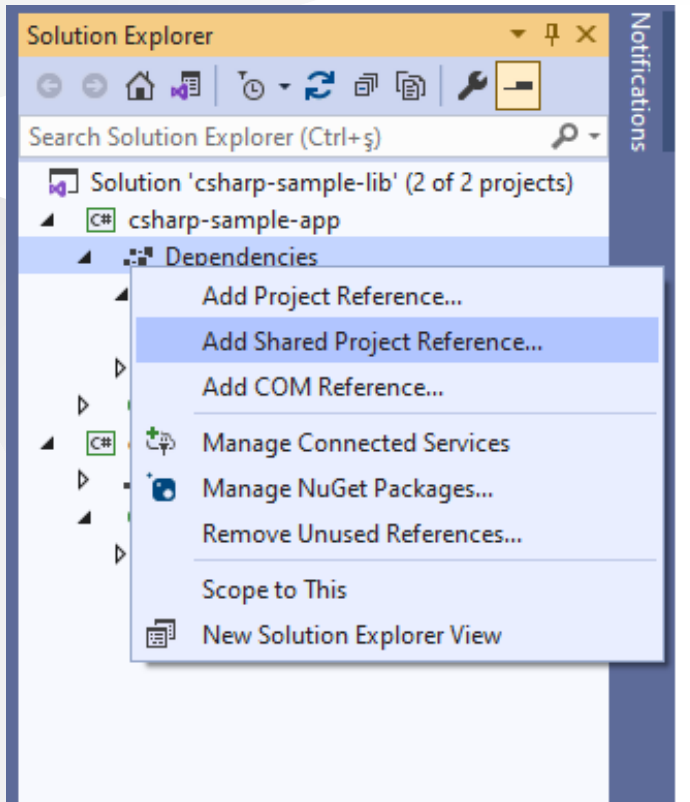 Solution Explorer
Search Solution Explorer (Ctrl+ş)
Solution 'csharp-sample-lib' (2 of 2 projects)
C# csharp-sample-app
Dependencies
Add Project Reference...
Add Shared Project Reference...
Add COM Reference...
C#
Manage Connected Services
Manage NuGet Packages...
Remove Unused References...
Scope to This
New Solution Explorer View
Notifications